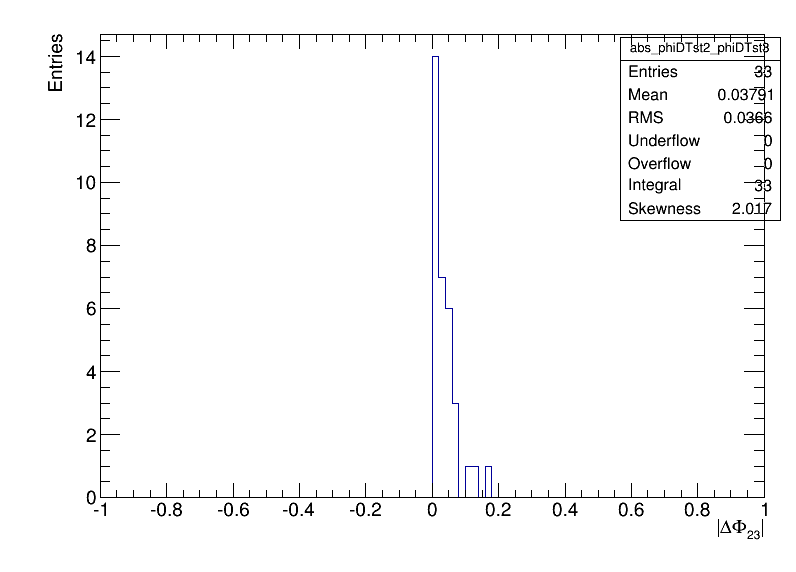 abs_phiDTst2_phiDTst3
Entries 33
Mean 0.03791
RMS 0.0366
Underflow 0
Overflow 0
Integral 33
Skewness 2.017
Entries
14
12
10
8
6
4
2
0
-1 -0.8 -0.6 -0.4 -0.2 0 0.2 0.4 0.6 0.8 1
|ΔΦ23|